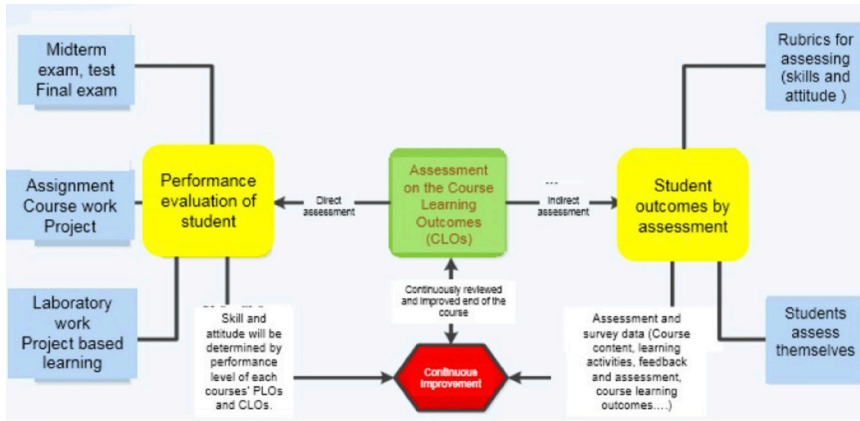 Midterm
exam, test
Final exam
Assignment
Course work
Project
Laboratory
work
Project based
learning
Performance
evaluation of
student
Direct
assessment
Assessment
on the Course
Learning
Outcomes
(CLOs)
...
Indirect
assessment
Student
outcomes by
assessment
Rubrics for
assessing
(skills and
attitude )
Students
assess
themselves
Skill and
attitude will be
determined by
performance
level of each
courses' PLOs
and CLOs.
Continuously reviewed
and improved end of the
course
Continuous
Improvement
Assessment and
survey data (Course
content, learning
activities, feedback
and assessment,
course learning
outcomes....)